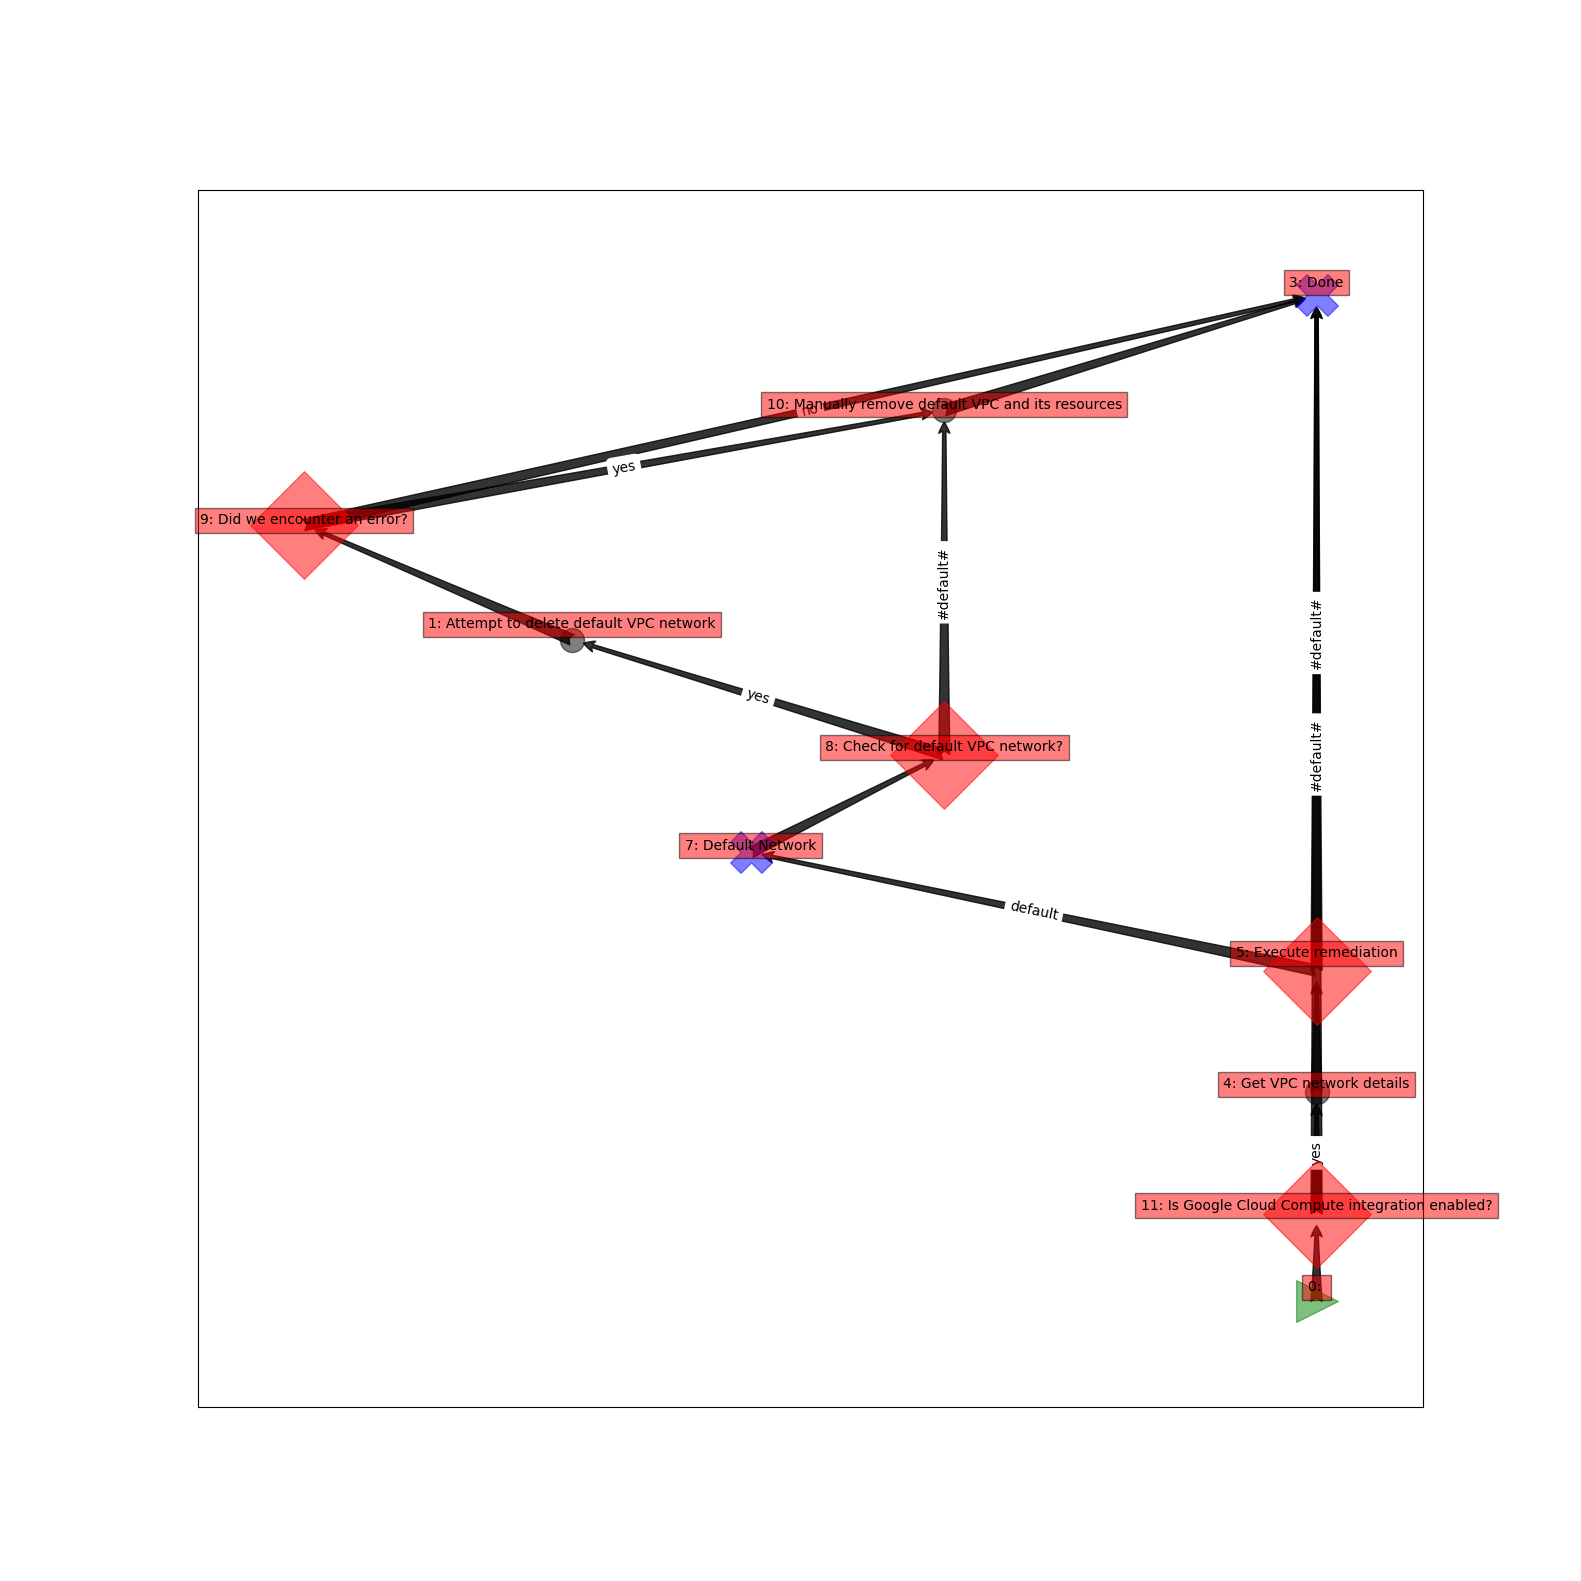 3: Done
10: Manually remove default VPC and its resources
no
yes
9: Did we encounter an error?
#default#
#default#
1: Attempt to delete default VPC network
yes
8: Check for default VPC network?
#default#
7: Default Network
default
5: Execute remediation
4: Get VPC network details
yes
11: Is Google Cloud Compute integration enabled?
0: